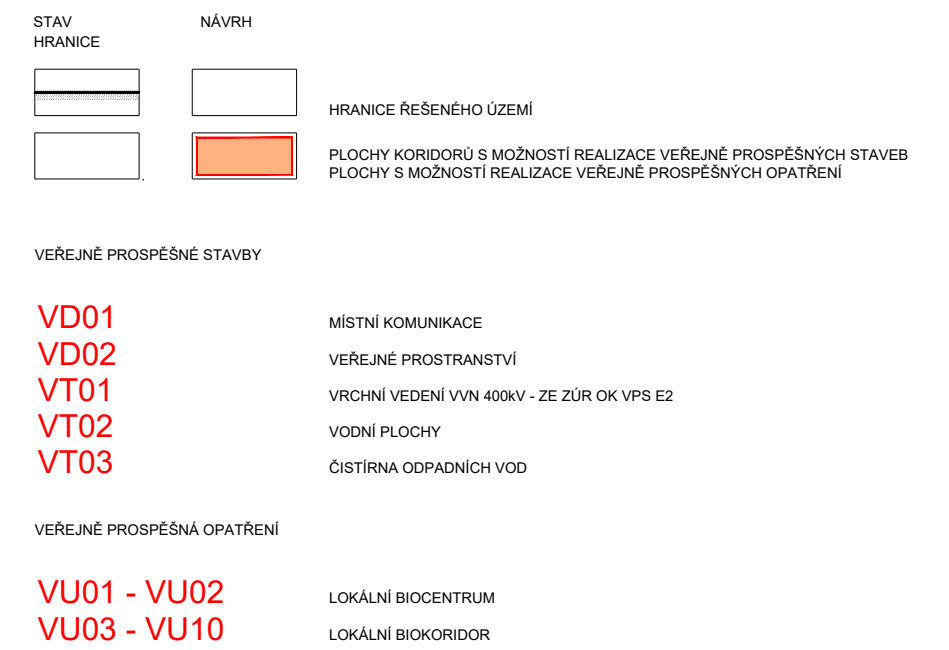 STAV NÁVRH
HRANICE
HRANICE ŘEŠENÉHO ÚZEMÍ
PLOCHY KORIDORŮ S MOŽNOSTÍ REALIZACE VEŘEJNĚ PROSPĚŠNÝCH STAVEB
PLOCHY S MOŽNOSTÍ REALIZACE VEŘEJNĚ PROSPĚŠNÝCH OPATŘENÍ
VEŘEJNĚ PROSPĚŠNÉ STAVBY
VD01 MÍSTNÍ KOMUNIKACE
VD02 VEŘEJNÉ PROSTRANSTVÍ
VT01 VRCHNÍ VEDENÍ VVN 400kV - ZE ZÚR OK VPS E2
VT02 VODNÍ PLOCHY
VT03 ČISTÍRNA ODPADNÍCH VOD
VEŘEJNĚ PROSPĚŠNÁ OPATŘENÍ
VU01 - VU02 LOKÁLNÍ BIOCENTRUM
VU03 - VU10 LOKÁLNÍ BIOKORIDOR